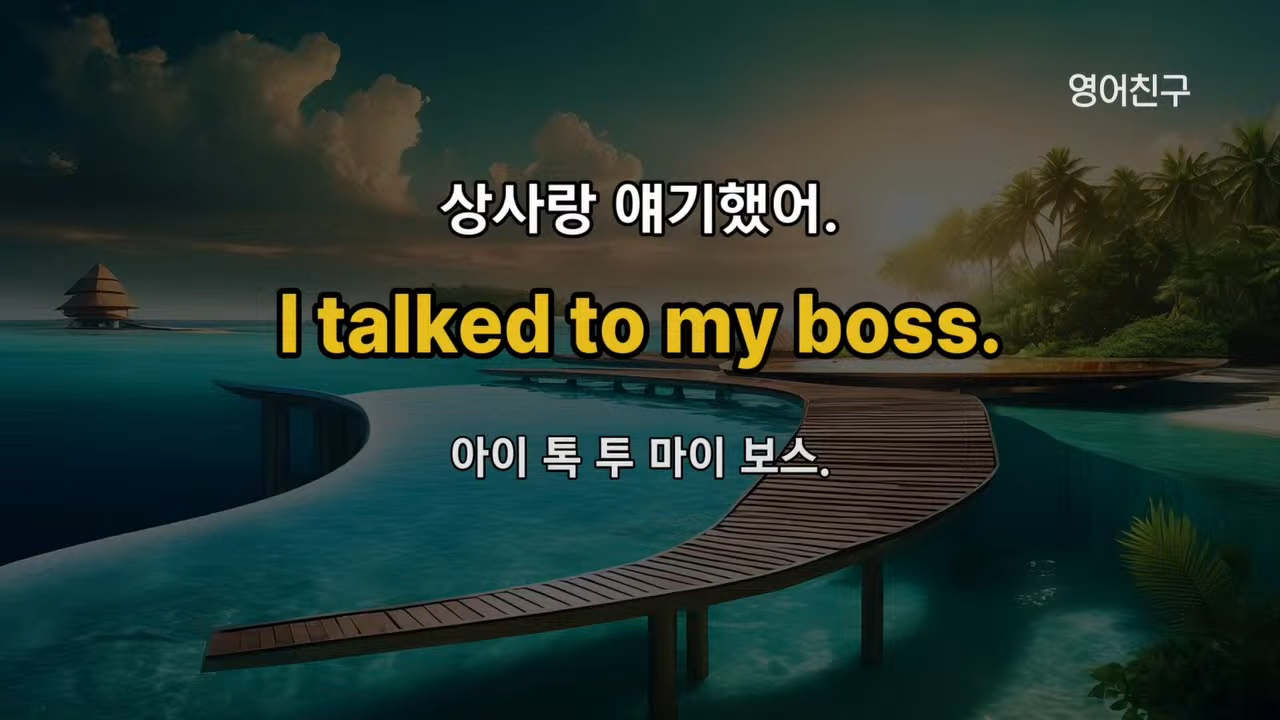 영어친구
상사랑 얘기했어.
I talked to my boss.
아이 톡 투 마이 보스.